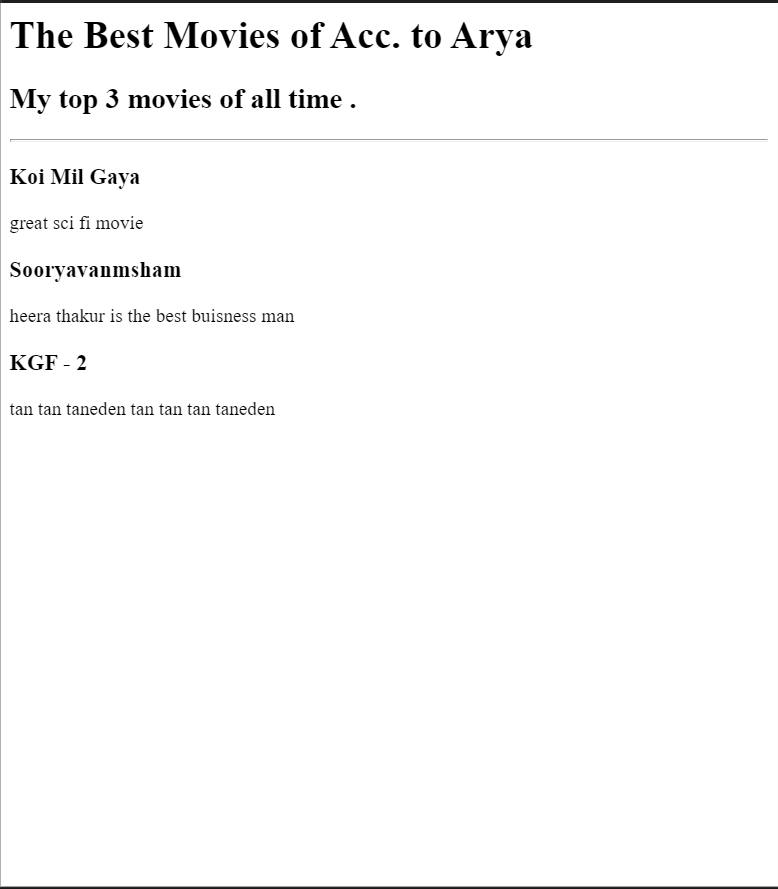 The Best Movies of Acc. to Arya
My top 3 movies of all time .
Koi Mil Gaya
great sci fi movie
Sooryavanmsham
heera thakur is the best buisness man
KGF - 2
tan tan taneden tan tan tan taneden